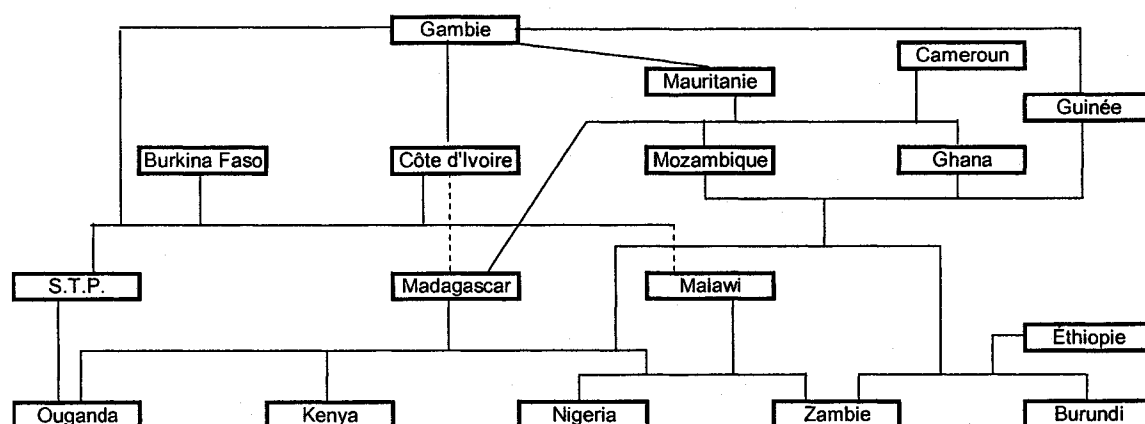 Gambie
Cameroun
Mauritanie
Guinée
Burkina Faso
Côte d'Ivoire
Mozambique
Ghana
S.T.P.
Madagascar
Malawi
Éthiopie
Ouganda
Kenya
Nigeria
Zambie
Burundi